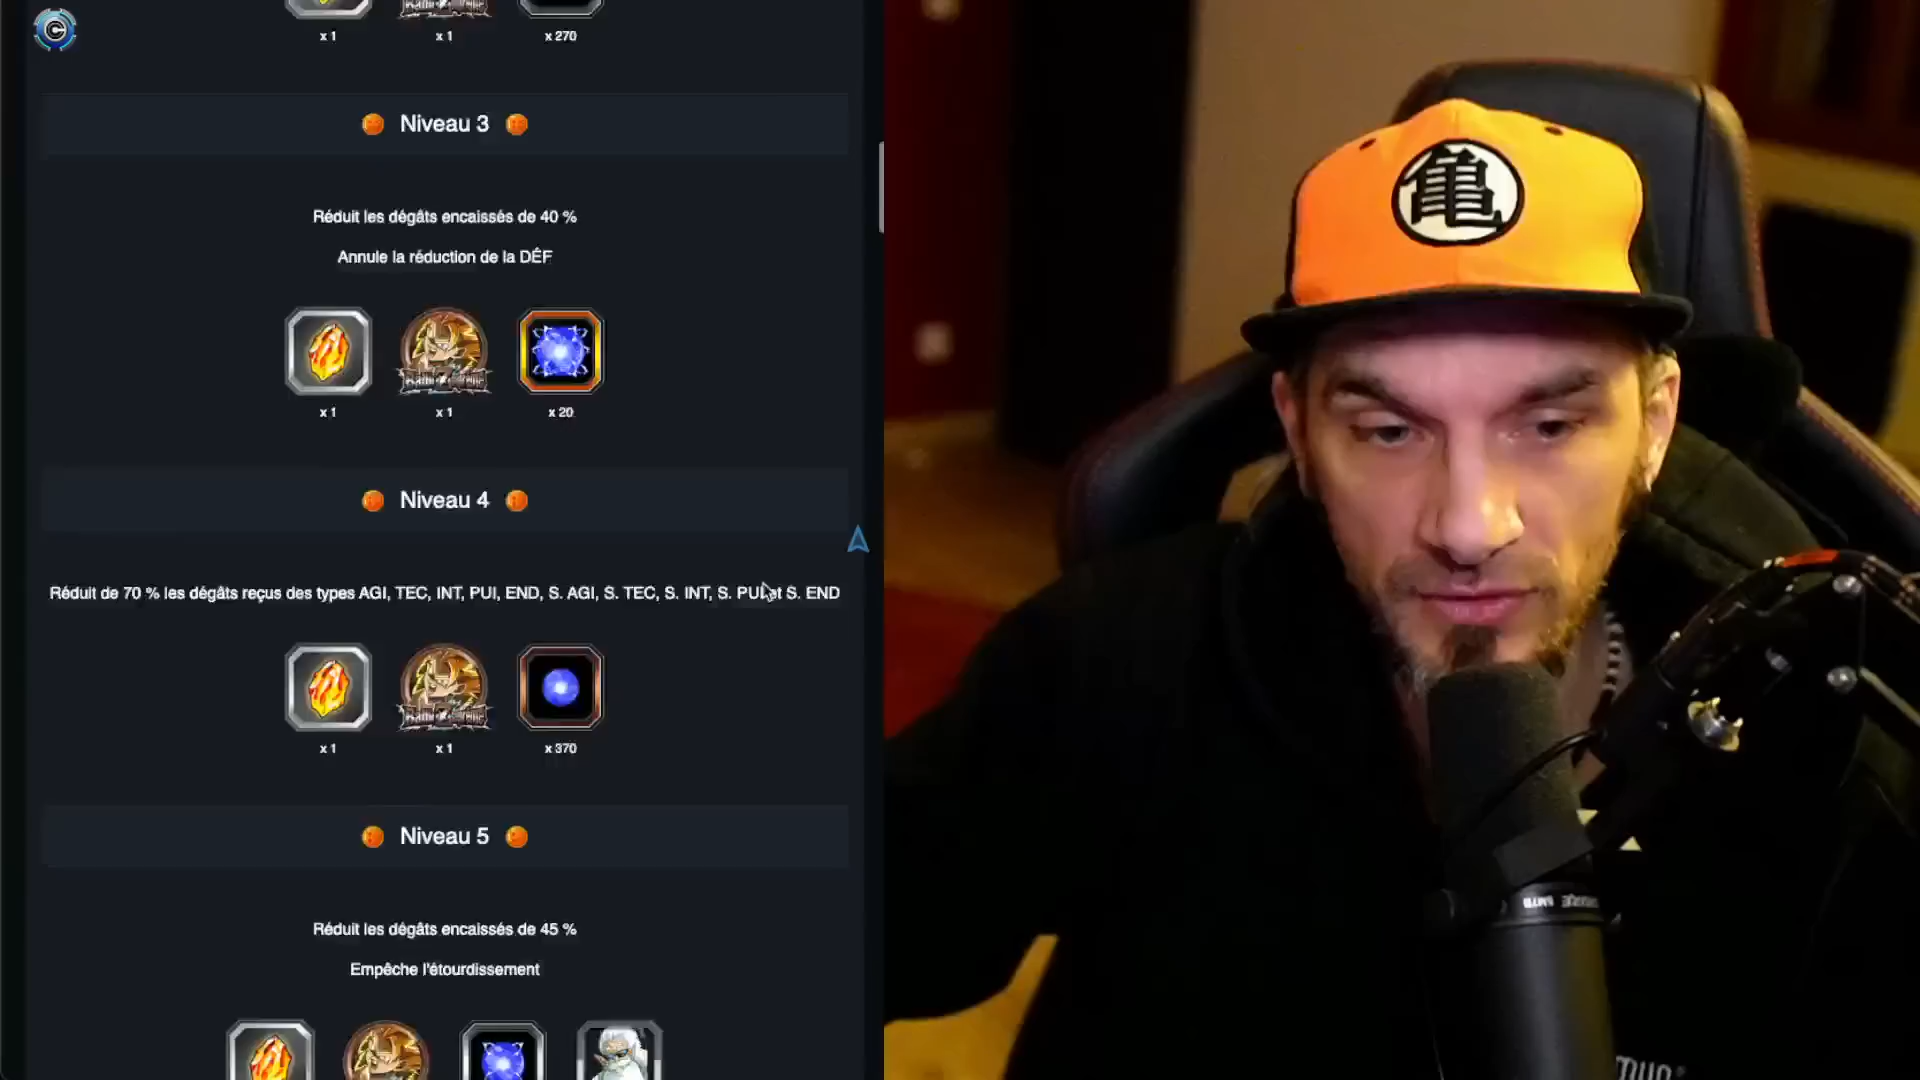 x 1 x 1 x 270
Niveau 3
Réduit les dégâts encaissés de 40 %
Annule la réduction de la DÉF
x 1 x 1 x 20
Niveau 4
Réduit de 70 % les dégâts reçus des types AGI, TEC, INT, PUI, END, S. AGI, S. TEC, S. INT, S. PUI et S. END
x 1 x 1 x 370
Niveau 5
Réduit les dégâts encaissés de 45 %
Empêche l'étourdissement
亀